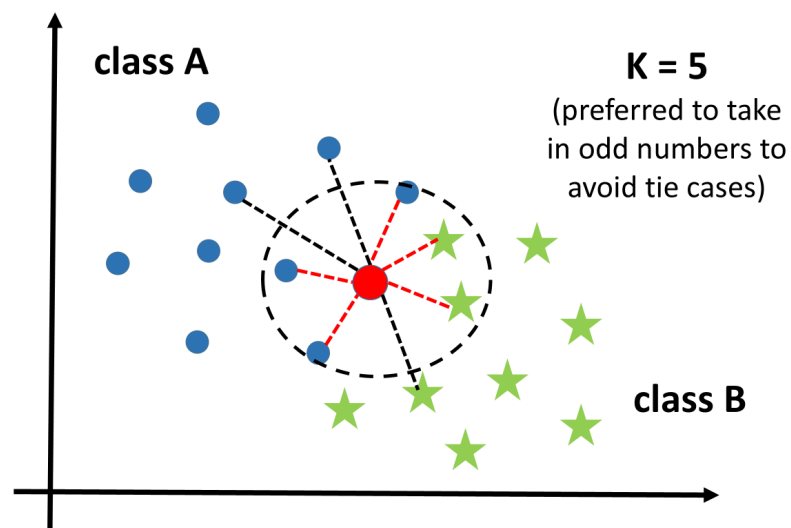 class A
K = 5
(preferred to take
in odd numbers to
avoid tie cases)
class B